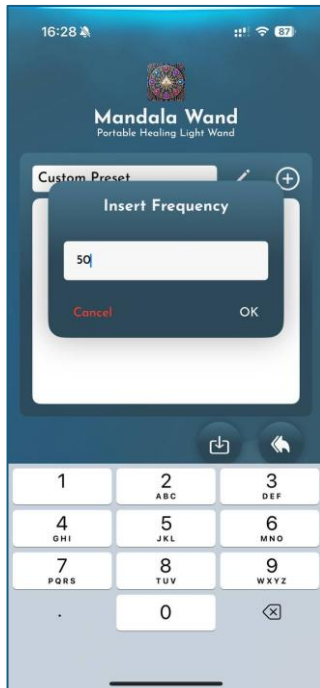 16:28
87
Mandala Wand
Portable Healing Light Wand
Custom Preset
Insert Frequency
50
Cancel
OK
1
2
ABC
3
DEF
4
GHI
5
JKL
6
MNO
7
PQRS
8
TUV
9
WXYZ
.
0